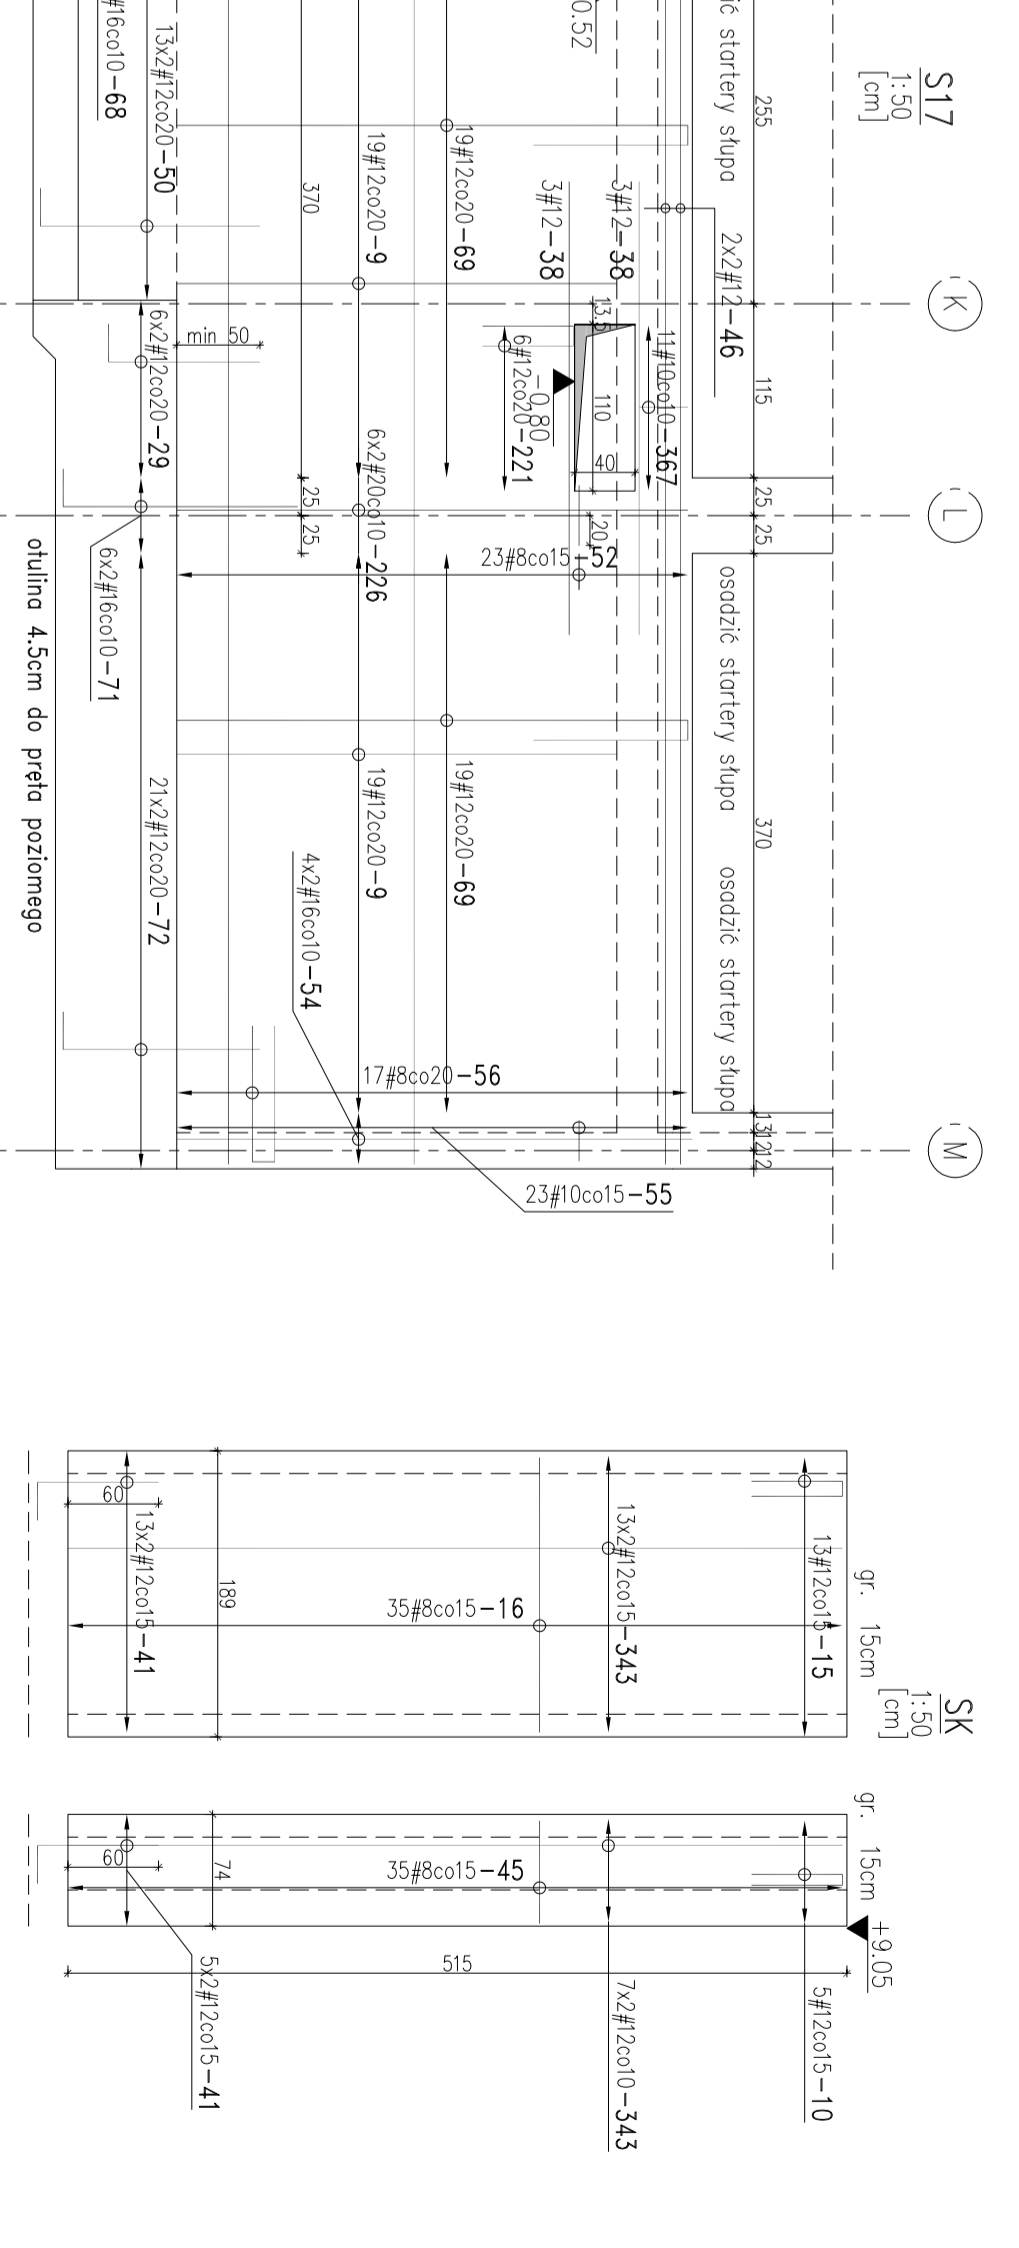 S17
1:50
[cm]
ić startery słupa
255
0.52
13x2#12co20–50
#16co10–68
19#12co20–69
19#12co20–9
370
3#12–38
3#12–38
2x2#12–46
K
13.5
11#10co10–367
115
110
40
-0.80
6#12co20–221
min 50
6x2#12co20–29
6x2#20co10–226
25
25
25
25
20
L
23#8co15–52
6x2#16co10–71
osadzić startery słupa
osadzić startery słupa
otulina 4.5cm do pręta poziomego
21x2#12co20–72
19#12co20–9
19#12co20–69
370
4x2#16co10–54
17#8co20–56
13
12
12
M
23#10co15–55
SK
1:50
[cm]
gr. 15cm
13#12co15–15
13x2#12co15–343
35#8co15–16
189
60
13x2#12co15–41
gr. 15cm
+9.05
5#12co15–10
7x2#12co10–343
35#8co15–45
74
60
5x2#12co15–41
515